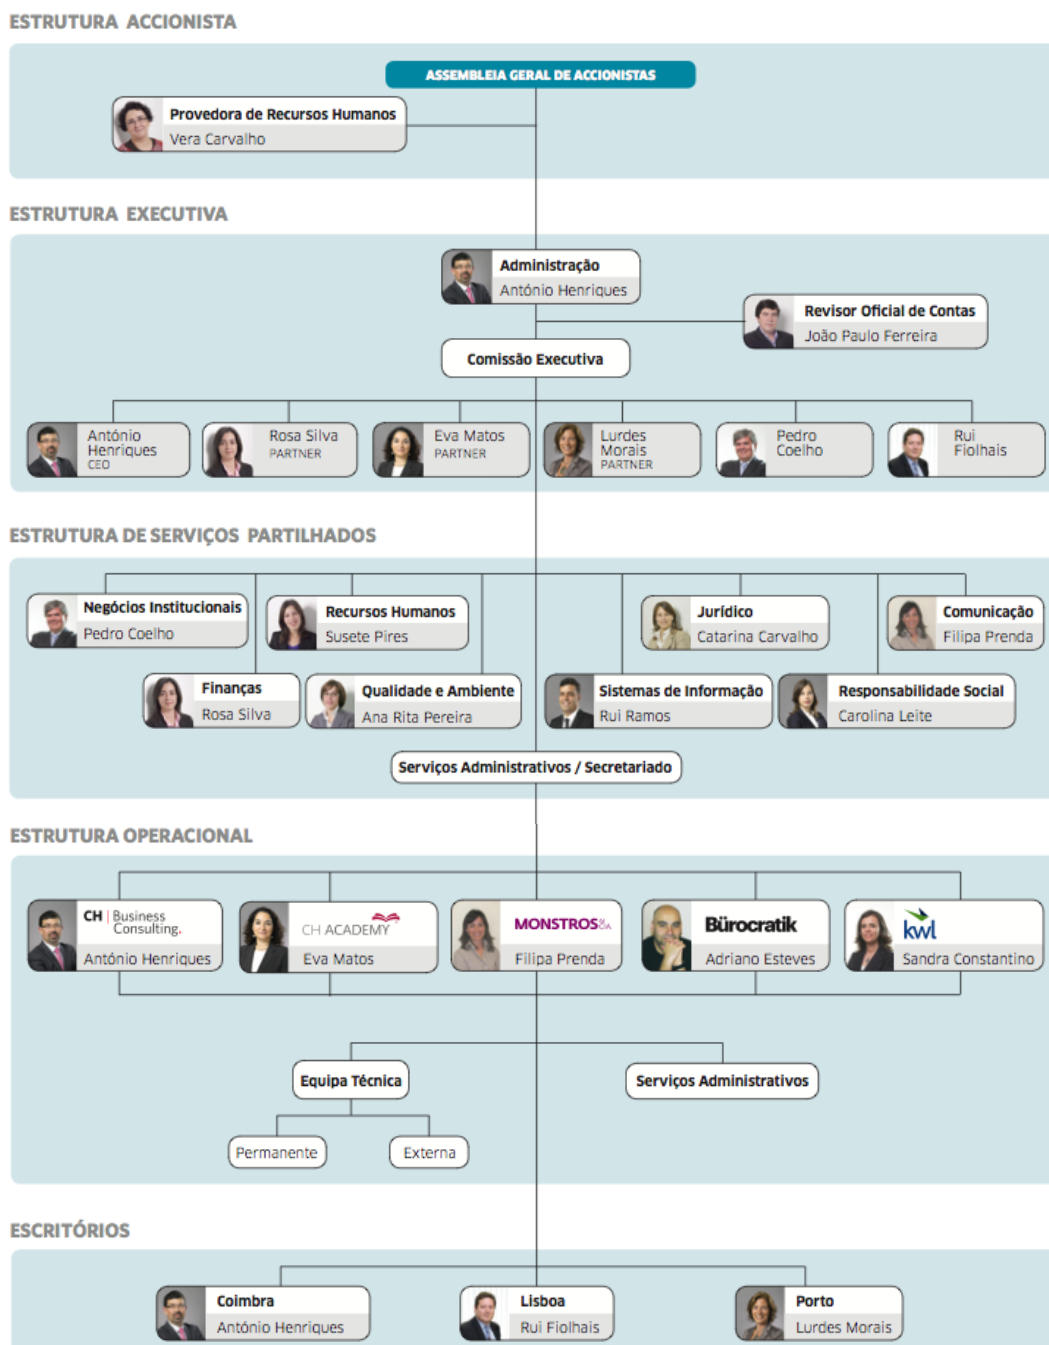 ESTRUTURA ACCIONISTA
ASSEMBLEIA GERAL DE ACCIONISTAS
Provedora de Recursos Humanos
Vera Carvalho
ESTRUTURA EXECUTIVA
Administração
António Henriques
Revisor Oficial de Contas
João Paulo Ferreira
Comissão Executiva
António
Henriques
CEO
Rosa Silva
PARTNER
Eva Matos
PARTNER
Lurdes
Morais
PARTNER
Pedro
Coelho
Rui
Fiolhais
ESTRUTURA DE SERVIÇOS PARTILHADOS
Negócios Institucionais
Pedro Coelho
Recursos Humanos
Susete Pires
Jurídico
Catarina Carvalho
Comunicação
Filipa Prenda
Finanças
Rosa Silva
Qualidade e Ambiente
Ana Rita Pereira
Sistemas de Informação
Rui Ramos
Responsabilidade Social
Carolina Leite
Serviços Administrativos / Secretariado
ESTRUTURA OPERACIONAL
CH | Business
Consulting.
António Henriques
CH ACADEMY
Eva Matos
MONSTROS
Filipa Prenda
Bürocratik
Adriano Esteves
kwl
Sandra Constantino
Equipa Técnica
Serviços Administrativos
Permanente
Externa
ESCRITÓRIOS
Coimbra
António Henriques
Lisboa
Rui Fiolhais
Porto
Lurdes Morais